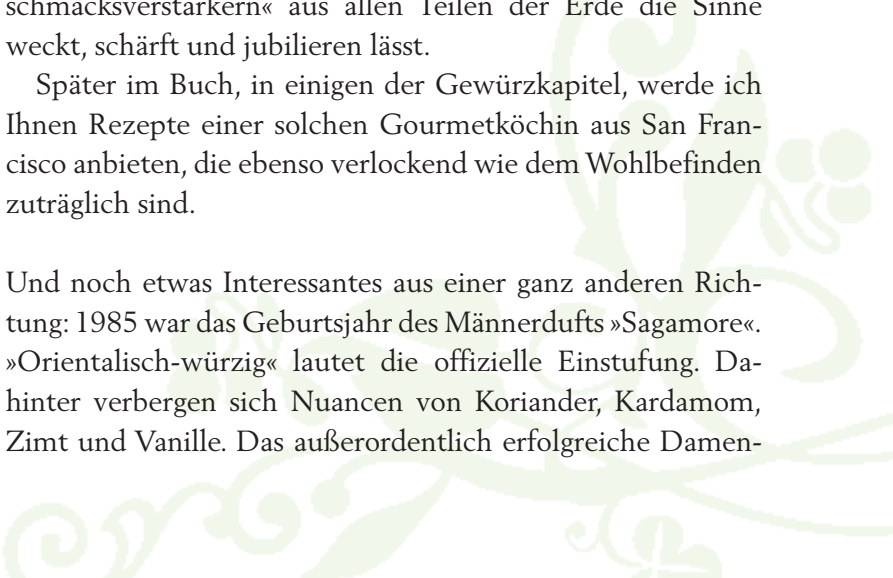 schmacksverstärkern« aus allen Teilen der Erde die Sinne
weckt, schärft und jubilieren lässt.
Später im Buch, in einigen der Gewürzkapitel, werde ich
Ihnen Rezepte einer solchen Gourmetköchin aus San Fran-
cisco anbieten, die ebenso verlockend wie dem Wohlbefinden
zuträglich sind.
Und noch etwas Interessantes aus einer ganz anderen Rich-
tung: 1985 war das Geburtsjahr des Männerdufts »Sagamore«.
»Orientalisch-würzig« lautet die offizielle Einstufung. Da-
hinter verbergen sich Nuancen von Koriander, Kardamom,
Zimt und Vanille. Das außerordentlich erfolgreiche Damen-